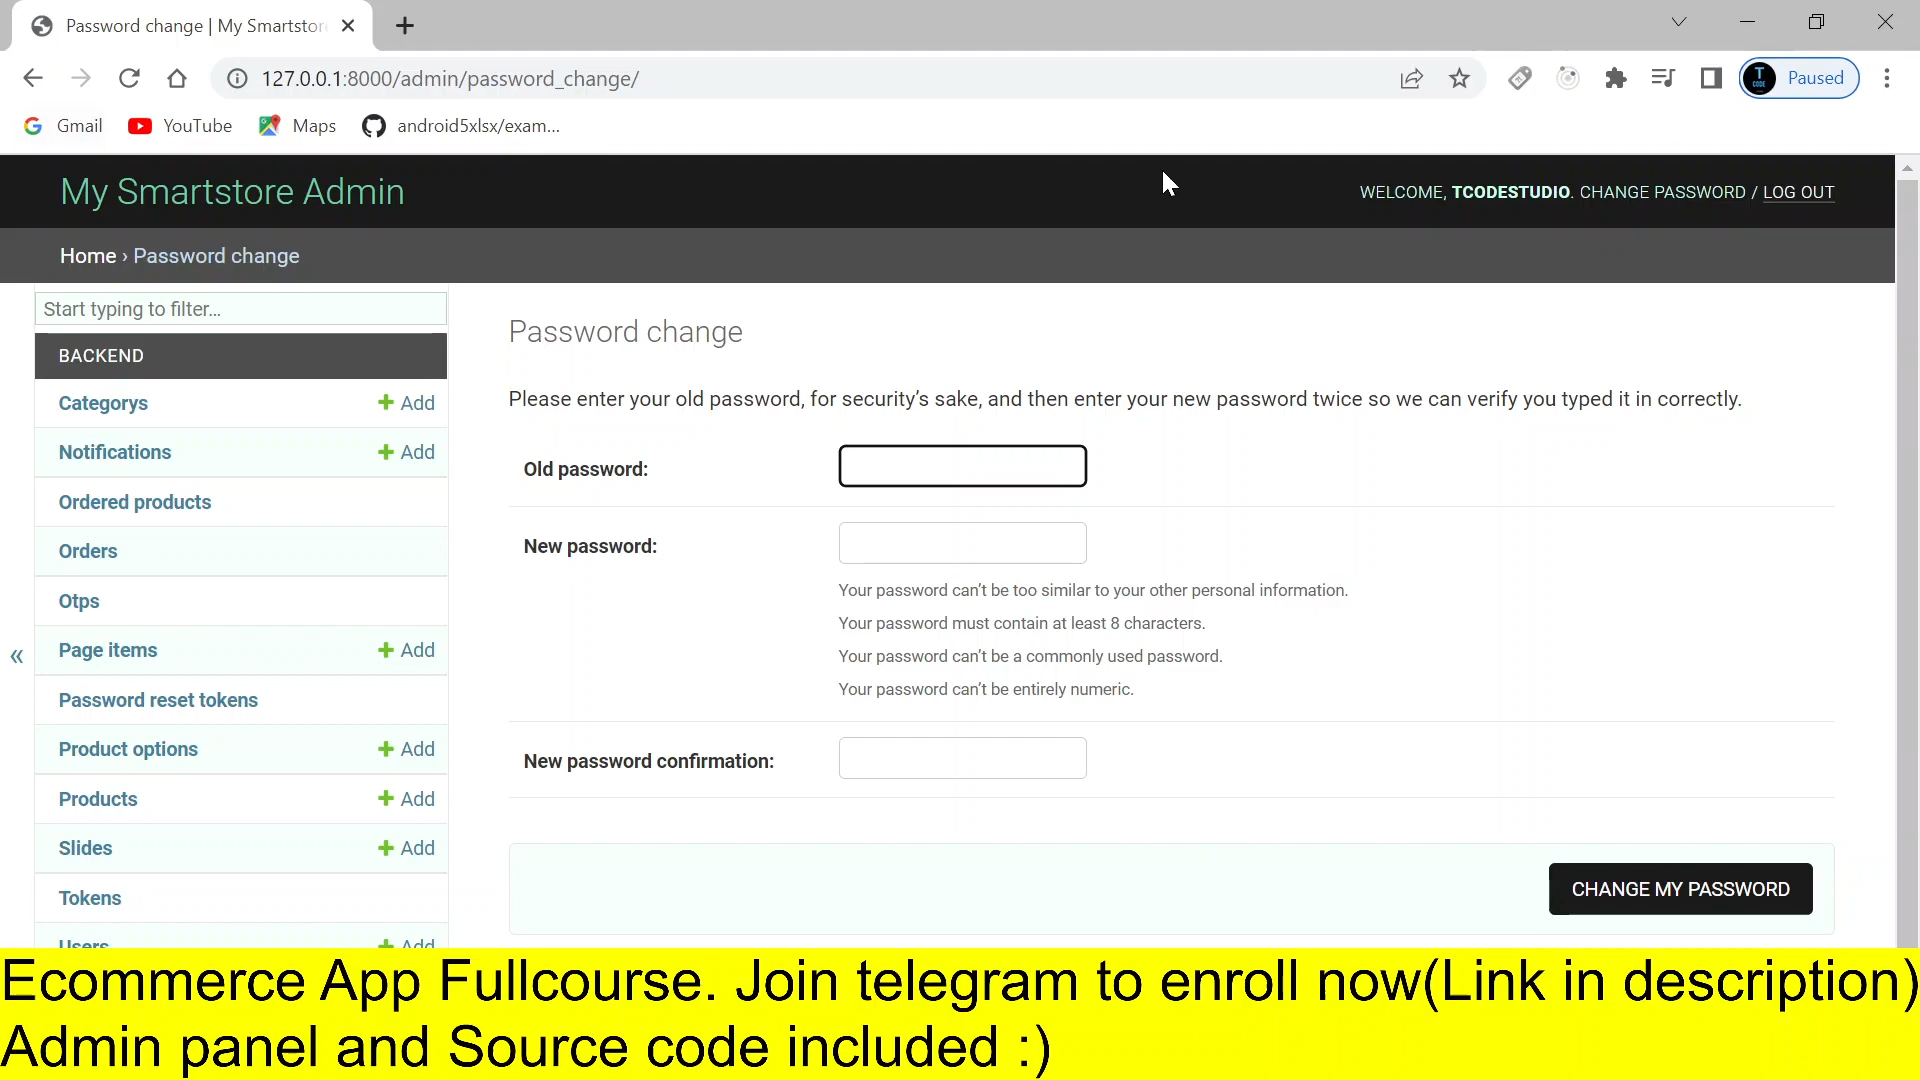 Password change | My Smartstor
127.0.0.1:8000/admin/password_change/
T CODE Paused
Gmail YouTube Maps android5xlsx/exam...
My Smartstore Admin
WELCOME, TCODESTUDIO. CHANGE PASSWORD / LOG OUT
Home › Password change
Start typing to filter...
BACKEND
Categorys Add
Notifications Add
Ordered products
Orders
Otps
Page items Add
Password reset tokens
Product options Add
Products Add
Slides Add
Tokens
Users Add
«
Password change
Please enter your old password, for security’s sake, and then enter your new password twice so we can verify you typed it in correctly.
Old password:
New password:
Your password can’t be too similar to your other personal information.
Your password must contain at least 8 characters.
Your password can’t be a commonly used password.
Your password can’t be entirely numeric.
New password confirmation:
CHANGE MY PASSWORD
Ecommerce App Fullcourse. Join telegram to enroll now(Link in description)
Admin panel and Source code included :)